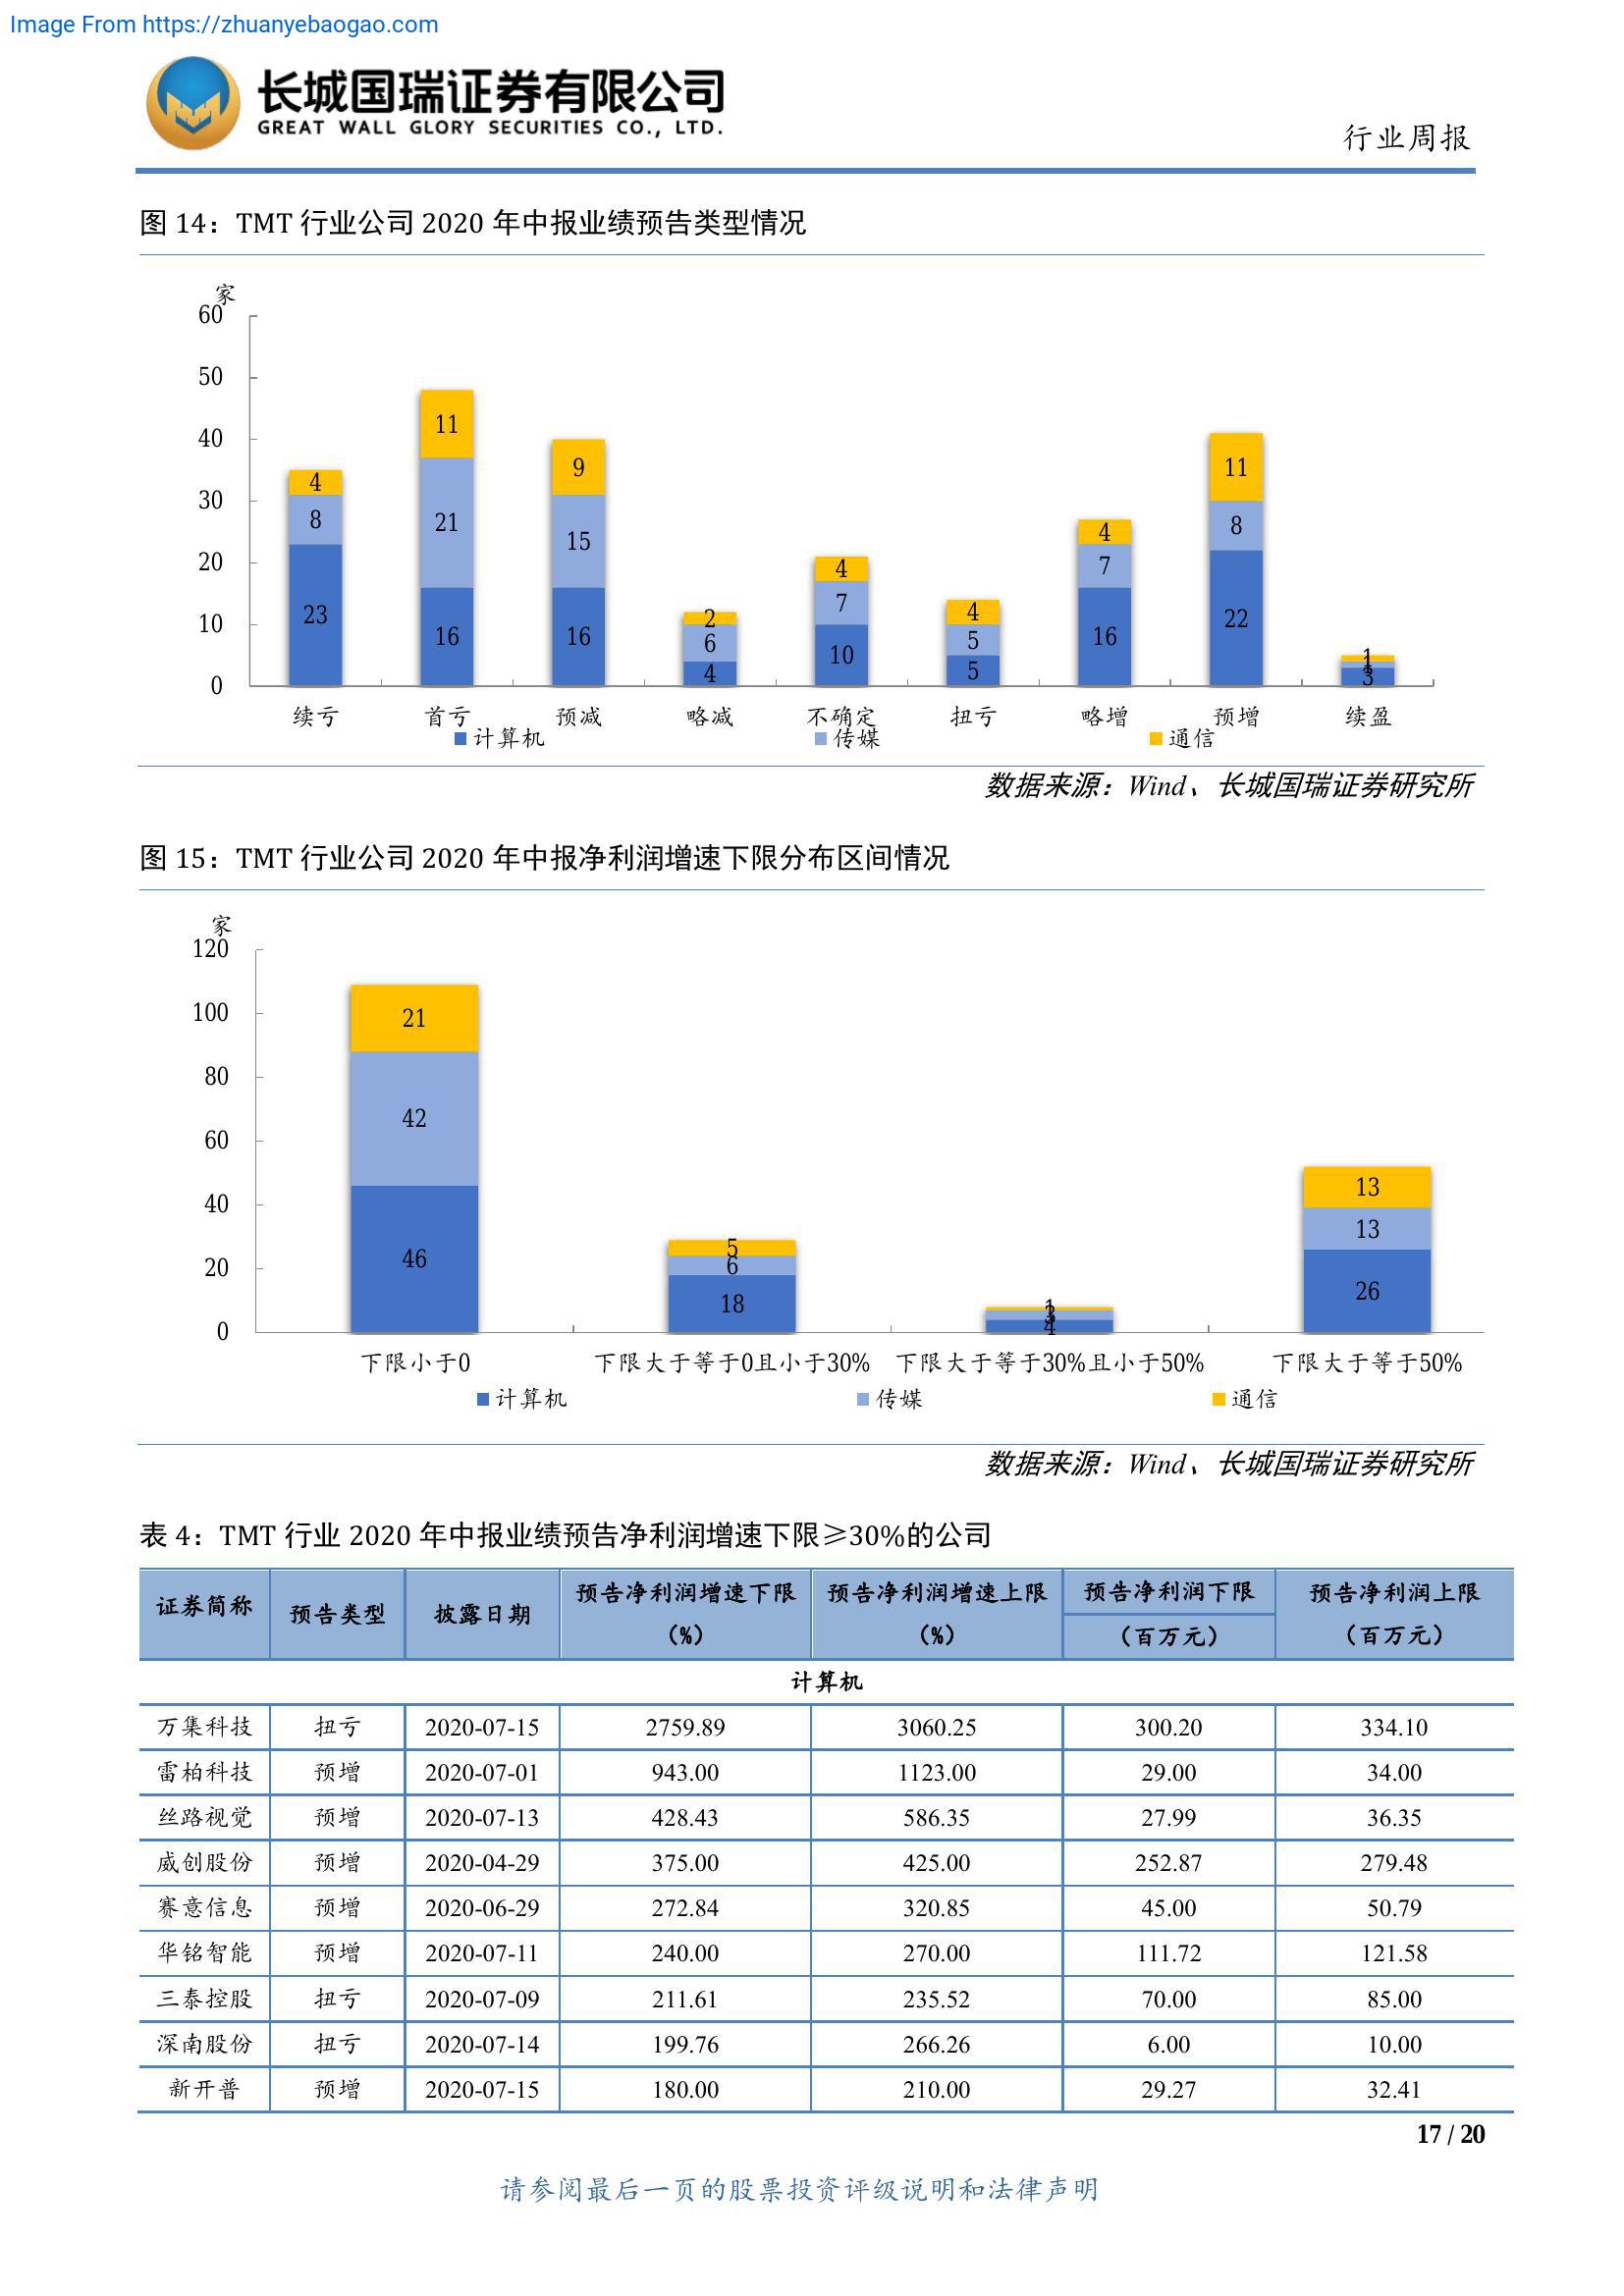 Image From https://zhuanyebaogao.com
长城国瑞证券有限公司
GREAT WALL GLORY SECURITIES CO., LTD.
行业周报
图 14：TMT 行业公司 2020 年中报业绩预告类型情况
家
60
50
40
30
20
10
0
4 11 9 2 4 4 4 11 1
8 21 15 6 7 5 7 8 1
23 16 16 4 10 5 16 22 3
续亏 首亏 预减 略减 不确定 扭亏 略增 预增 续盈
计算机 传媒 通信
数据来源：Wind、长城国瑞证券研究所
图 15：TMT 行业公司 2020 年中报净利润增速下限分布区间情况
家
120
100
80
60
40
20
0
21 5 1 13
42 6 3 13
46 18 4 26
下限小于0 下限大于等于0且小于30% 下限大于等于30%且小于50% 下限大于等于50%
计算机 传媒 通信
数据来源：Wind、长城国瑞证券研究所
表 4：TMT 行业 2020 年中报业绩预告净利润增速下限≥30%的公司
证券简称 预告类型 披露日期 预告净利润增速下限（%） 预告净利润增速上限（%） 预告净利润下限（百万元） 预告净利润上限（百万元）
计算机
万集科技 扭亏 2020-07-15 2759.89 3060.25 300.20 334.10
雷柏科技 预增 2020-07-01 943.00 1123.00 29.00 34.00
丝路视觉 预增 2020-07-13 428.43 586.35 27.99 36.35
威创股份 预增 2020-04-29 375.00 425.00 252.87 279.48
赛意信息 预增 2020-06-29 272.84 320.85 45.00 50.79
华铭智能 预增 2020-07-11 240.00 270.00 111.72 121.58
三泰控股 扭亏 2020-07-09 211.61 235.52 70.00 85.00
深南股份 扭亏 2020-07-14 199.76 266.26 6.00 10.00
新开普 预增 2020-07-15 180.00 210.00 29.27 32.41
17 / 20
请参阅最后一页的股票投资评级说明和法律声明